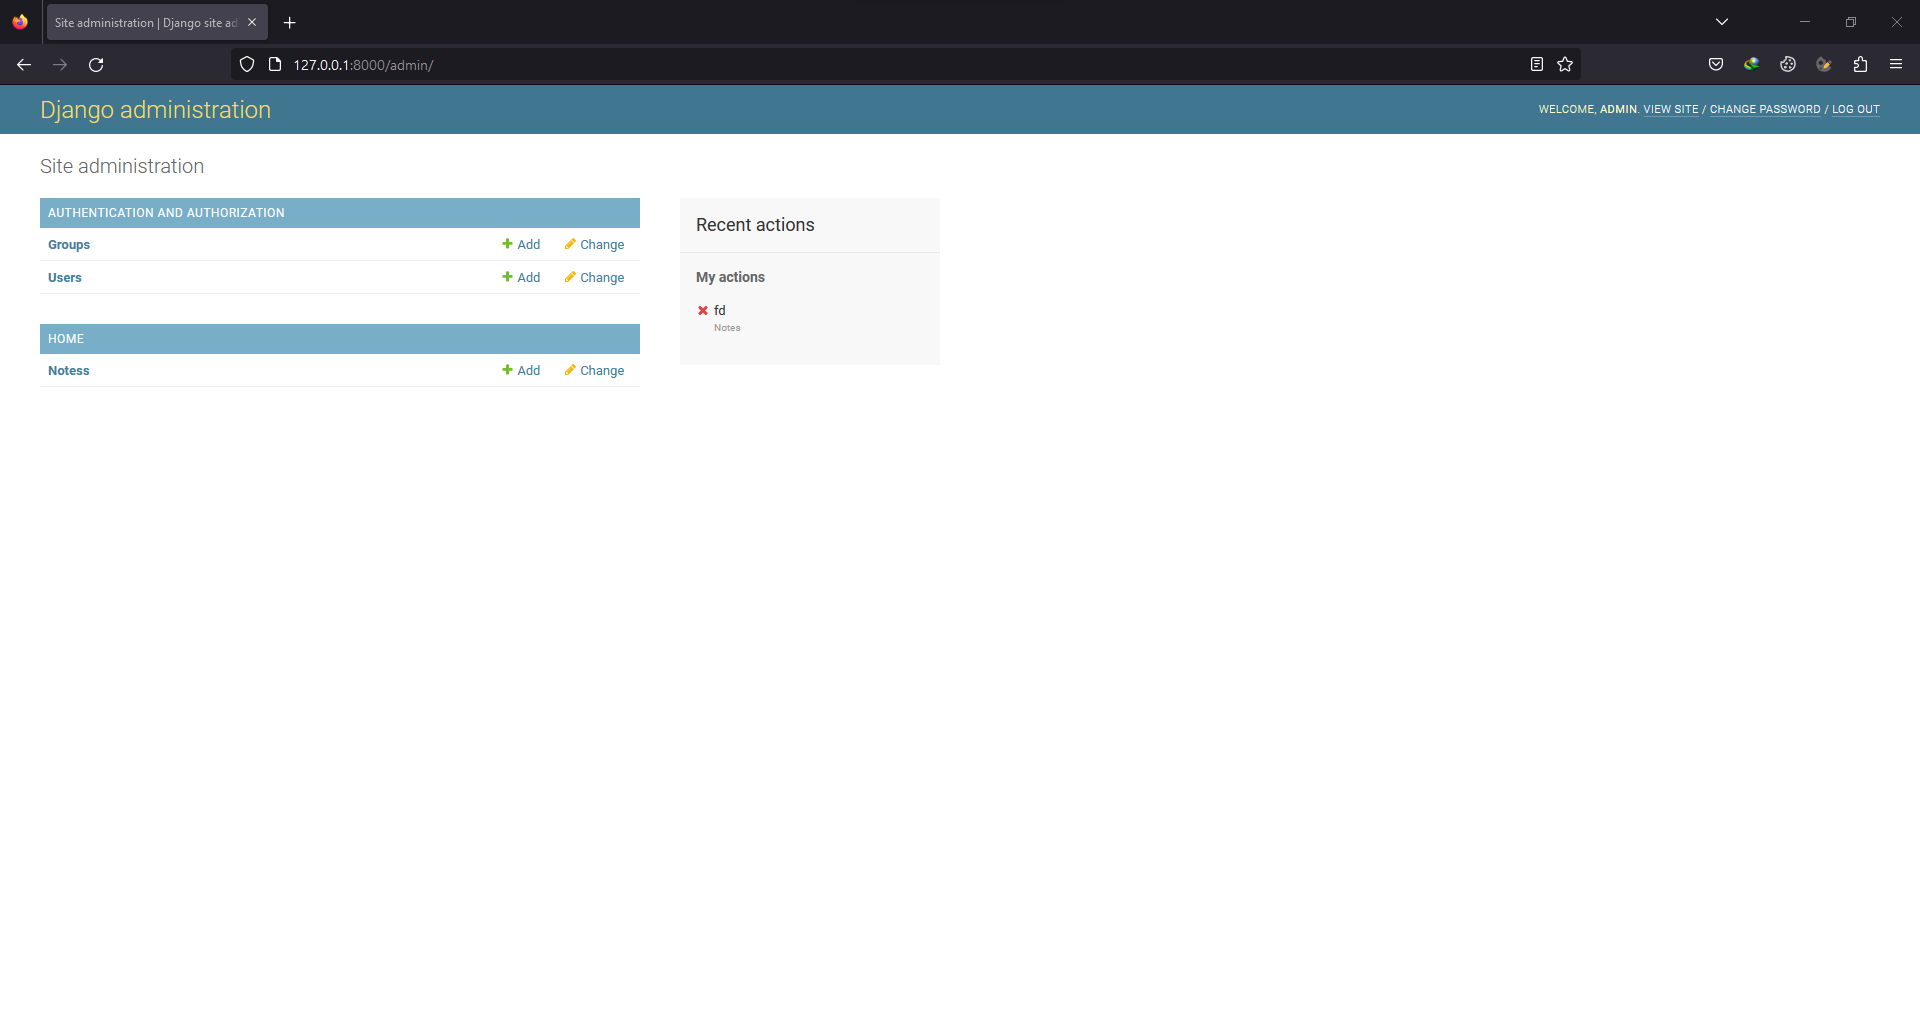 Site administration | Django site ad
127.0.0.1:8000/admin/
Django administration
WELCOME, ADMIN. VIEW SITE / CHANGE PASSWORD / LOG OUT
Site administration
AUTHENTICATION AND AUTHORIZATION
Groups Add Change
Users Add Change
HOME
Notess Add Change
Recent actions
My actions
fd
Notes